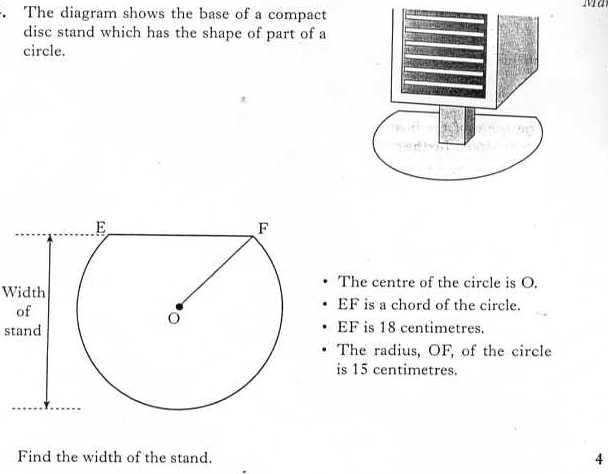 . The diagram shows the base of a compact
disc stand which has the shape of part of a
circle.
E
F
Width
of
stand
O
• The centre of the circle is O.
• EF is a chord of the circle.
• EF is 18 centimetres.
• The radius, OF, of the circle
is 15 centimetres.
Find the width of the stand.
4